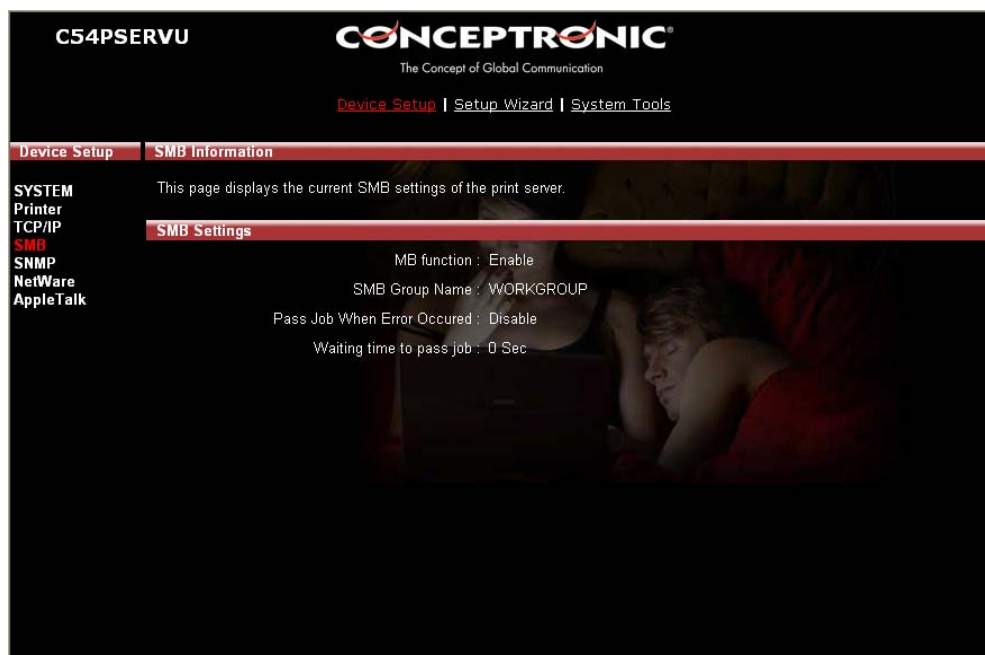 C54PSERVU
CONCEPTRONIC®
The Concept of Global Communication
Device Setup | Setup Wizard | System Tools
Device Setup
SYSTEM
Printer
TCP/IP
SMB
SNMP
NetWare
AppleTalk
SMB Information
This page displays the current SMB settings of the print server.
SMB Settings
MB function : Enable
SMB Group Name : WORKGROUP
Pass Job When Error Occured : Disable
Waiting time to pass job : 0 Sec